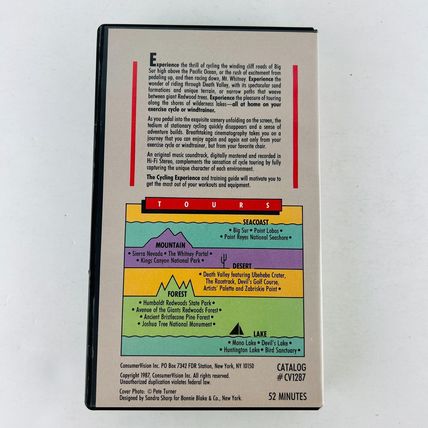 Experience the thrill of cycling the winding cliff roads of Big
Sur high above the Pacific Ocean, or the rush of excitement from
pedaling up, and then racing down, Mt. Whitney. Experience the
wonder of riding through Death Valley, with its spectacular sand
formations and unique terrain, or narrow paths that weave
between giant Redwood trees. Experience the pleasure of touring
along the shores of wilderness lakes—all at home on your
exercise cycle or windtrainer.
As you pedal into the exquisite scenery unfolding on the screen, the
tedium of stationary cycling quickly disappears and a sense of
adventure builds. Breathtaking cinematography takes you on a
journey that you can enjoy again and again not only from your
exercise cycle or windtrainer, but from your favorite chair.
An original music soundtrack, digitally mastered and recorded in
Hi-Fi Stereo, complements the sensation of cycle touring by fully
capturing the unique character of each environment.
The Cycling Experience and training guide will motivate you to
get the most out of your workouts and equipment.
TOURS
SEACOAST
• Big Sur • Point Lobos •
• Point Reyes National Seashore •
MOUNTAIN
• Sierra Nevada • The Whitney Portal •
• Kings Canyon National Park •
DESERT
• Death Valley featuring Ubehebe Crater,
The Racetrack, Devil's Golf Course,
Artists' Palette and Zabriskie Point •
FOREST
• Humboldt Redwoods State Park •
• Avenue of the Giants Redwood Forest •
• Ancient Bristlecone Pine Forest •
• Joshua Tree National Monument •
LAKE
• Mono Lake • Devil's Lake •
• Huntington Lake • Bird Sanctuary •
ConsumerVision Inc. PO Box 7342 FDR Station, New York, NY 10150
Copyright 1987, ConsumerVision Inc. All rights reserved.
Unauthorized duplication violates federal law.
Cover Photo: © Pete Turner
Designed by Sandra Sharp for Bonnie Blake & Co., New York.
CATALOG
# CV1287
52 MINUTES